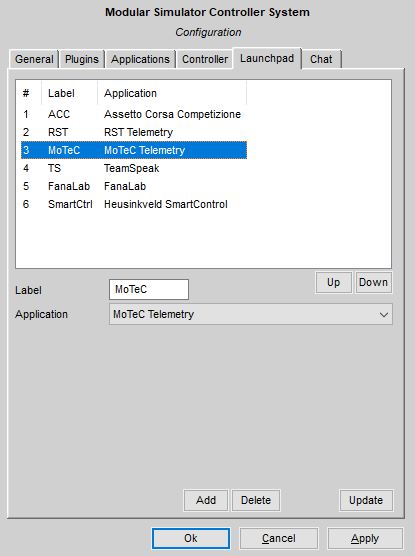 Modular Simulator Controller System
Configuration
General Plugins Applications Controller Launchpad Chat
# Label Application
1 ACC Assetto Corsa Competizione
2 RST RST Telemetry
3 MoTeC MoTeC Telemetry
4 TS TeamSpeak
5 FanaLab FanaLab
6 SmartCtrl Heusinkveld SmartControl
Up Down
Label MoTeC
Application MoTeC Telemetry
Add Delete Update
Ok Cancel Apply